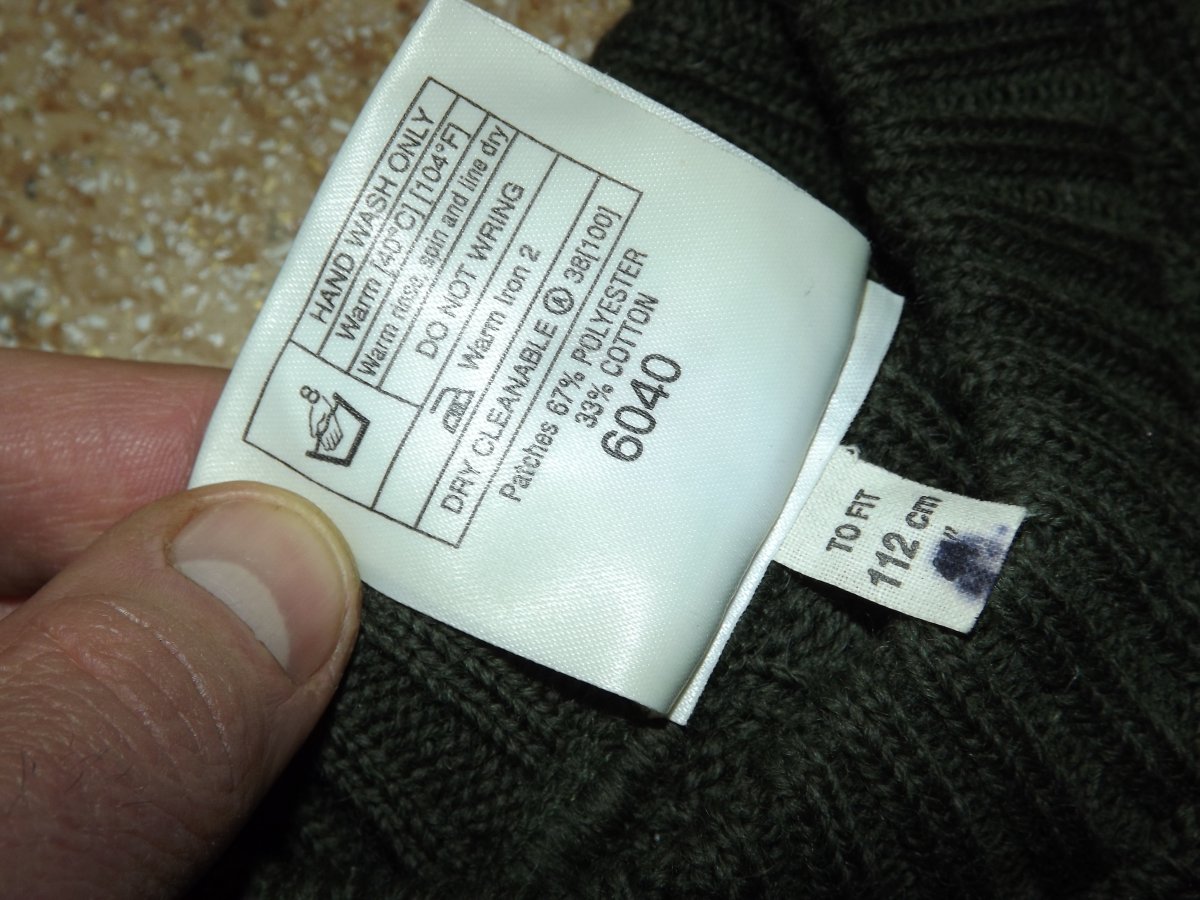 HAND WASH ONLY
8
Warm [40°C] [104°F]
Warm rinse, spin and line dry
DO NOT WRING
Warm Iron 2
DRY CLEANABLE Ⓐ 38[100]
Patches 67% POLYESTER
33% COTTON
6040
TO FIT
112 cm
"